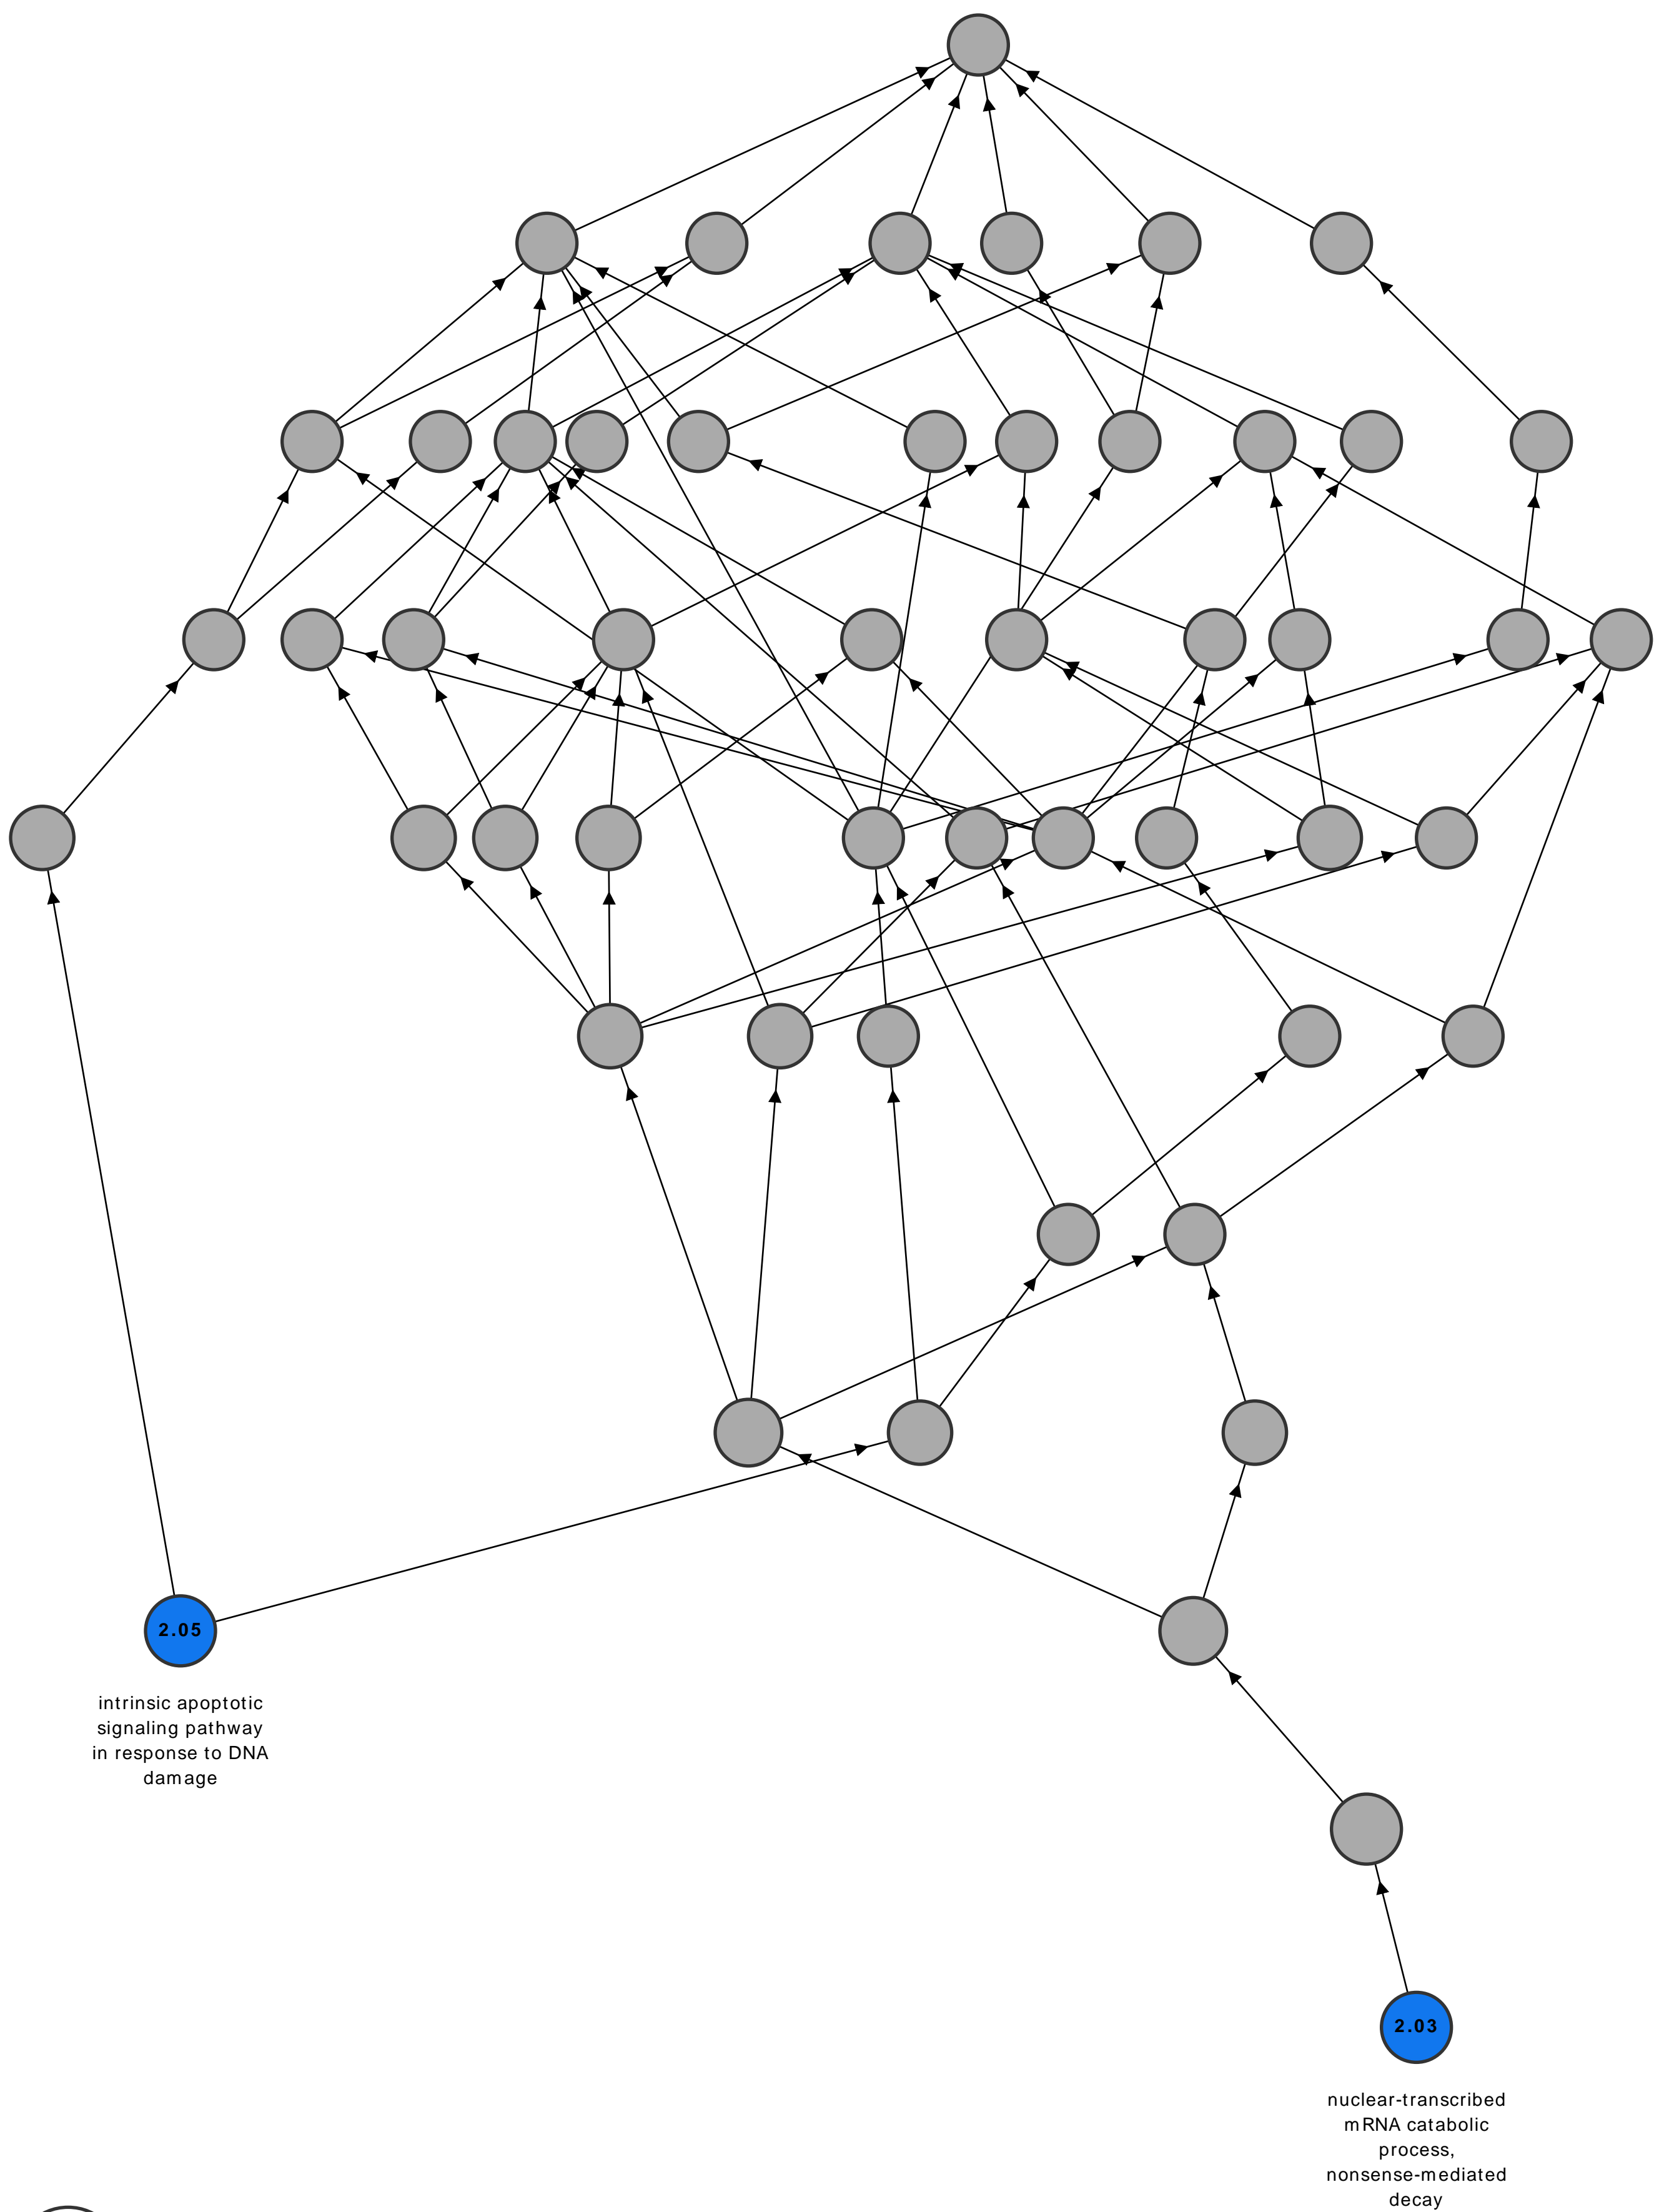 2.05
intrinsic apoptotic
signaling pathway
in response to DNA
damage
2.03
nuclear-transcribed
mRNA catabolic
process,
nonsense-mediated
decay